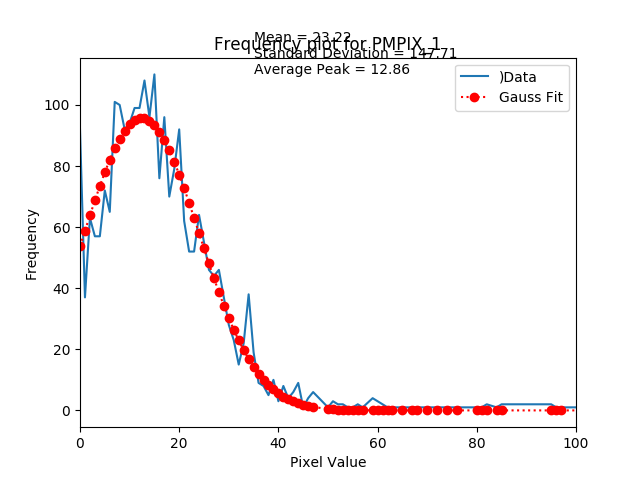 Mean = 23.22
Frequency plot for PMPIX_1
Standard Deviation = 147.71
Average Peak = 12.86
)Data
Gauss Fit
100
80
60
40
20
0
Frequency
0 20 40 60 80 100
Pixel Value